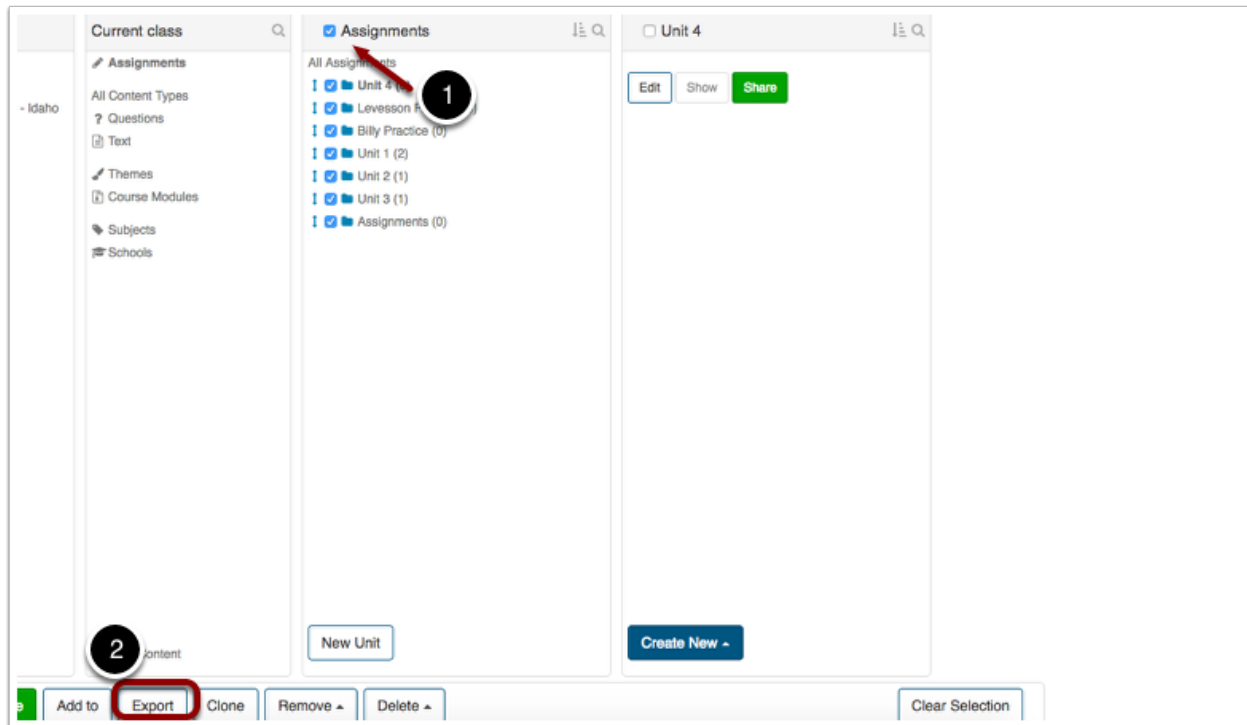 - Idaho
Current class
Assignments
All Content Types
? Questions
Text
Themes
Course Modules
Subjects
Schools
2
Assignments
All Assignments
1
Unit 4
Levesson
Billy Practice (0)
Unit 1 (2)
Unit 2 (1)
Unit 3 (1)
Assignments (0)
New Unit
Unit 4
Edit Show Share
Create New
Add to Export Clone Remove Delete Clear Selection